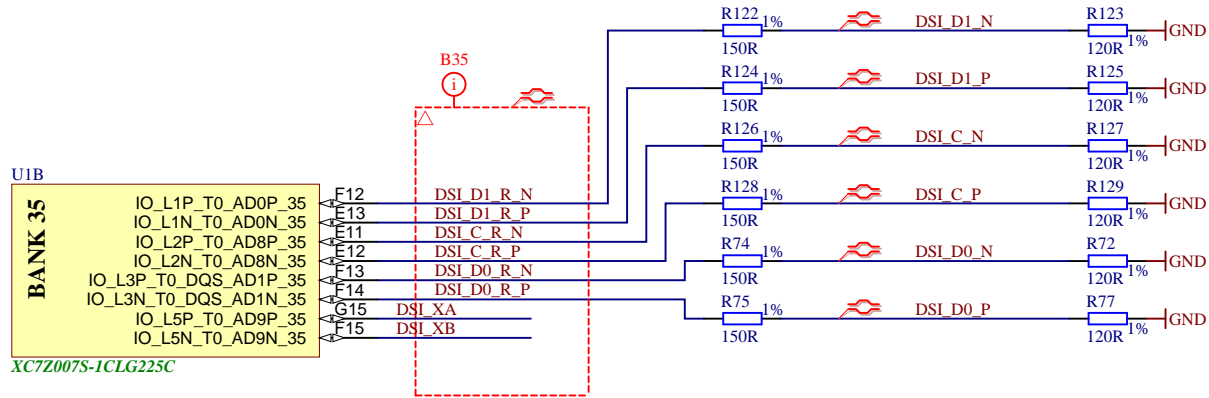 R122 1% DSI_D1_N R123
150R 120R 1% GND
B35
i
R124 1% DSI_D1_P R125
150R 120R 1% GND
R126 1% DSI_C_N R127
150R 120R 1% GND
U1B
BANK 35
IO_L1P_T0_AD0P_35 F12 DSI_D1_R_N
IO_L1N_T0_AD0N_35 E13 DSI_D1_R_P
IO_L2P_T0_AD8P_35 E11 DSI_C_R_N
IO_L2N_T0_AD8N_35 E12 DSI_C_R_P
IO_L3P_T0_DQS_AD1P_35 F13 DSI_D0_R_N
IO_L3N_T0_DQS_AD1N_35 F14 DSI_D0_R_P
IO_L5P_T0_AD9P_35 G15 DSI_XA
IO_L5N_T0_AD9N_35 F15 DSI_XB
XC7Z007S-1CLG225C
R128 1% DSI_C_P R129
150R 120R 1% GND
R74 1% DSI_D0_N R72
150R 120R 1% GND
R75 1% DSI_D0_P R77
150R 120R 1% GND